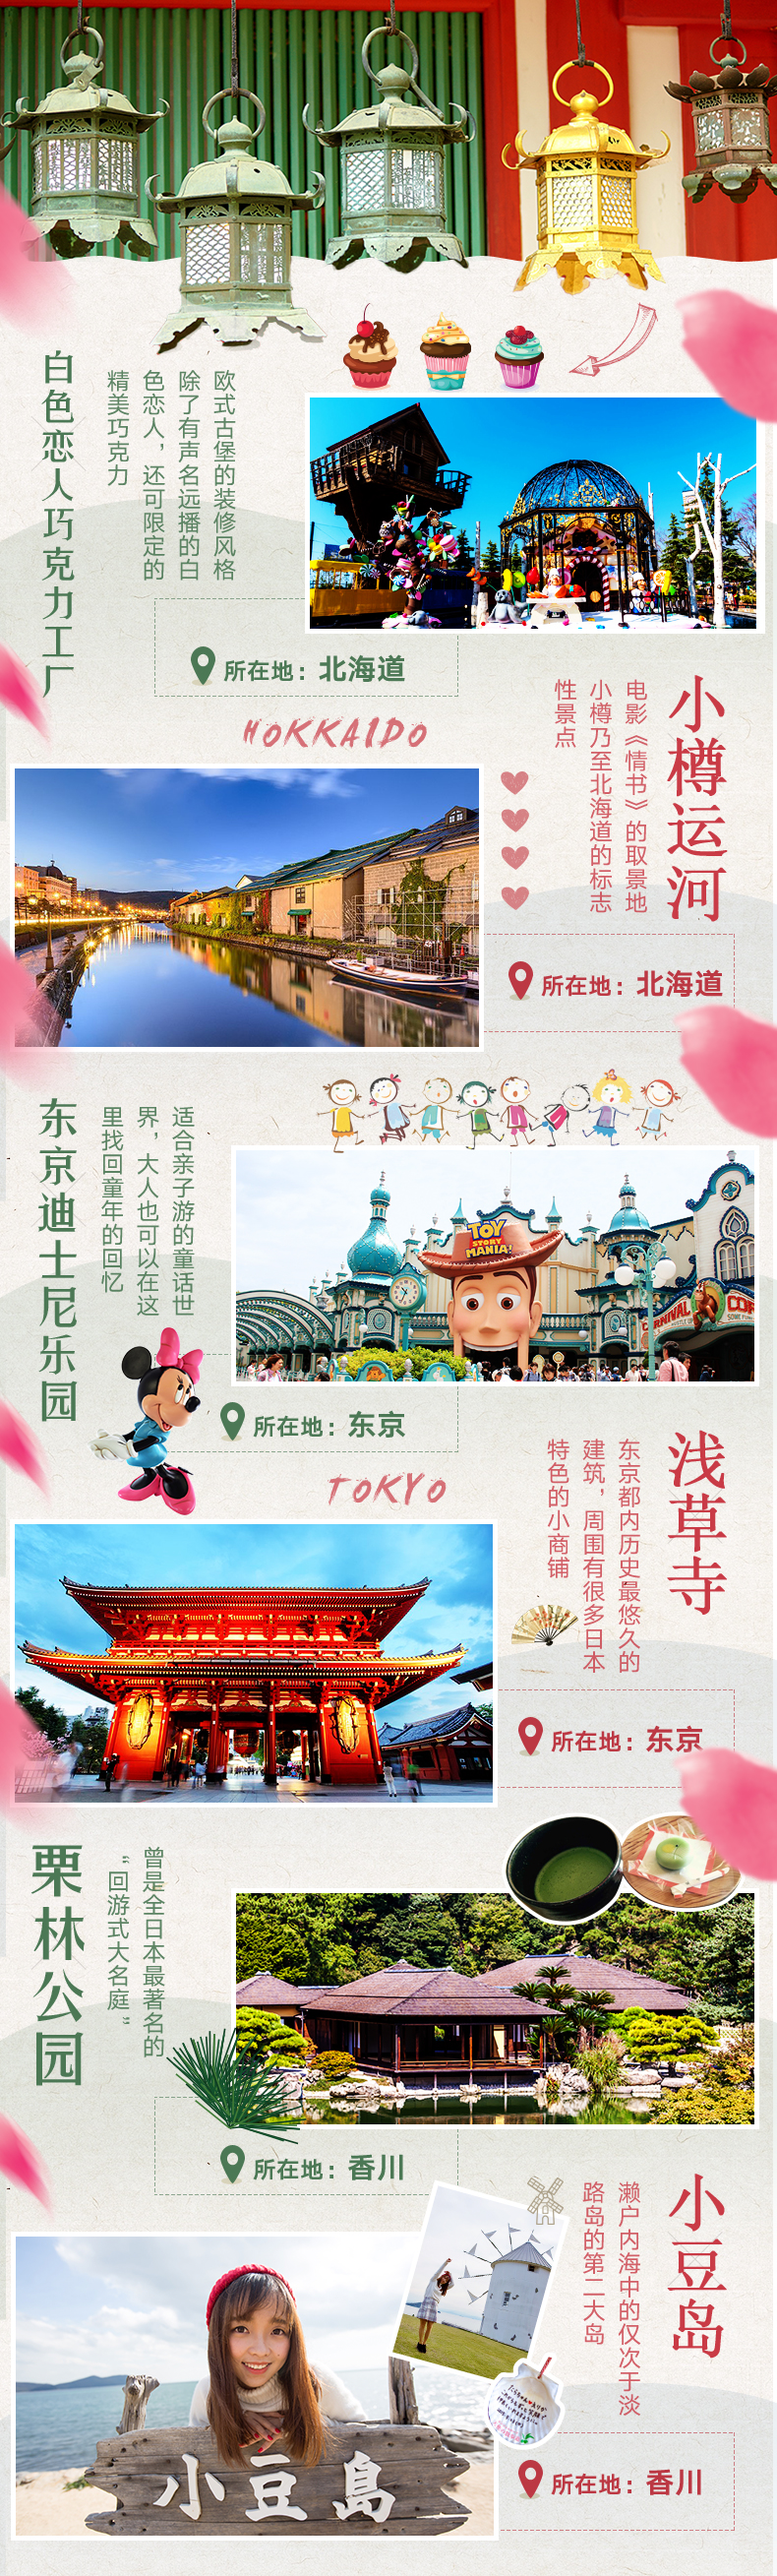 白色恋人巧克力工厂
欧式古堡的装修风格
除了有声名远播的白
色恋人，还可限定的
精美巧克力
所在地：北海道
HOKKAIDO
小樽运河
电影《情书》的取景地
小樽乃至北海道的标志
性景点
所在地：北海道
东京迪士尼乐园
适合亲子游的童话世
界，大人也可以在这
里找回童年的回忆
TOY
STORY
MANIA!
CARNIVAL
所在地：东京
TOKYO
浅草寺
东京都内历史最悠久的
建筑，周围有很多日本
特色的小商铺
所在地：东京
栗林公园
曾是全日本最著名的
“回游式大名庭”
所在地：香川
小豆岛
濑户内海中的仅次于淡
路岛的第二大岛
所在地：香川
小豆島